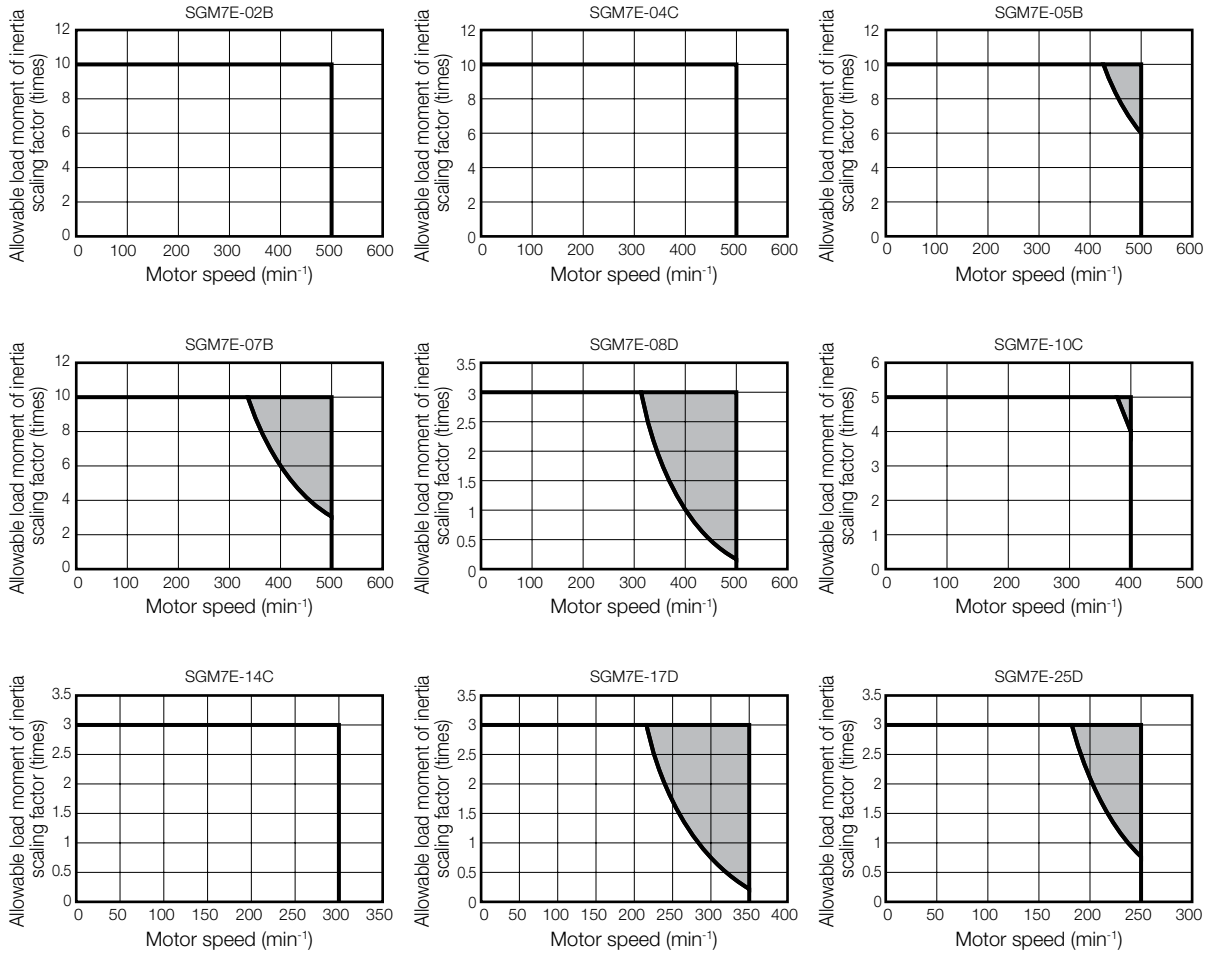 SGM7E-02B
Allowable load moment of inertia
scaling factor (times)
12
10
8
6
4
2
0
0 100 200 300 400 500 600
Motor speed (min-1)
SGM7E-04C
Allowable load moment of inertia
scaling factor (times)
12
10
8
6
4
2
0
0 100 200 300 400 500 600
Motor speed (min-1)
SGM7E-05B
Allowable load moment of inertia
scaling factor (times)
12
10
8
6
4
2
0
0 100 200 300 400 500 600
Motor speed (min-1)
SGM7E-07B
Allowable load moment of inertia
scaling factor (times)
12
10
8
6
4
2
0
0 100 200 300 400 500 600
Motor speed (min-1)
SGM7E-08D
Allowable load moment of inertia
scaling factor (times)
3.5
3
2.5
2
1.5
1
0.5
0
0 100 200 300 400 500 600
Motor speed (min-1)
SGM7E-10C
Allowable load moment of inertia
scaling factor (times)
6
5
4
3
2
1
0
0 100 200 300 400 500
Motor speed (min-1)
SGM7E-14C
Allowable load moment of inertia
scaling factor (times)
3.5
3
2.5
2
1.5
1
0.5
0
0 50 100 150 200 250 300 350
Motor speed (min-1)
SGM7E-17D
Allowable load moment of inertia
scaling factor (times)
3.5
3
2.5
2
1.5
1
0.5
0
0 50 100 150 200 250 300 350 400
Motor speed (min-1)
SGM7E-25D
Allowable load moment of inertia
scaling factor (times)
3.5
3
2.5
2
1.5
1
0.5
0
0 50 100 150 200 250 300
Motor speed (min-1)